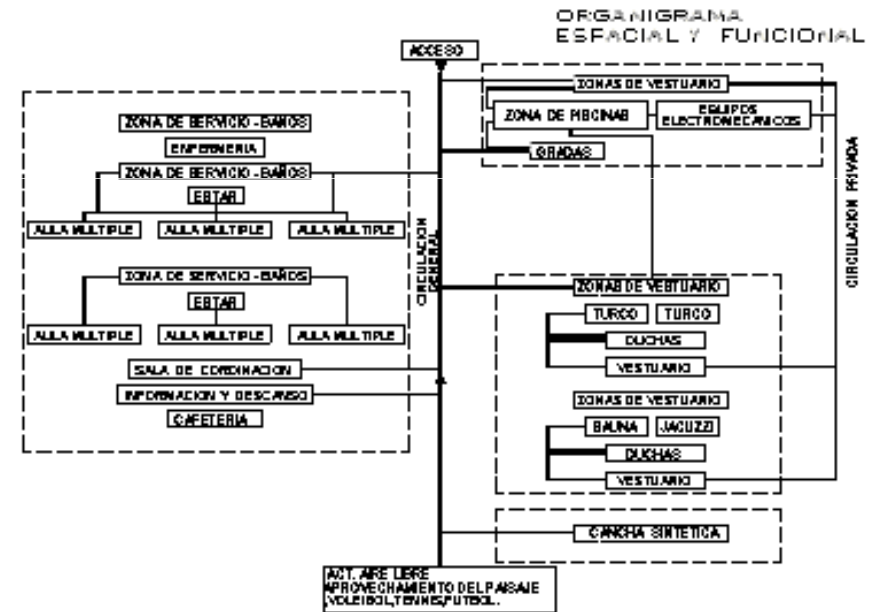 ORGANIGRAMA
ESPACIAL Y FUNCIONAL
ACCESO
ZONA DE SERVICIO - BAÑOS
ENFERMERIA
ZONA DE SERVICIO - BAÑOS
ESTAR
AULA MULTIPLE AULA MULTIPLE AULA MULTIPLE
ZONA DE SERVICIO - BAÑOS
ESTAR
AULA MULTIPLE AULA MULTIPLE AULA MULTIPLE
SALA DE CORDINACION
INFORMACION Y DESCANSO
CAFETERIA
CIRCULACION
GENERAL
ZONAS DE VESTUARIO
ZONA DE PISCINAS
EQUIPOS
ELECTROMECANICOS
GRADAS
CIRCULACION PRIVADA
ZONAS DE VESTUARIO
TURCO TURCO
DUCHAS
VESTUARIO
ZONAS DE VESTUARIO
SAUNA JACUZZI
DUCHAS
VESTUARIO
CANCHA SINTETICA
ACT. AIRE LIBRE
APROVECHAMIENTO DEL PAISAJE
,VOLEIBOL,TENNIS,FUTBOL.